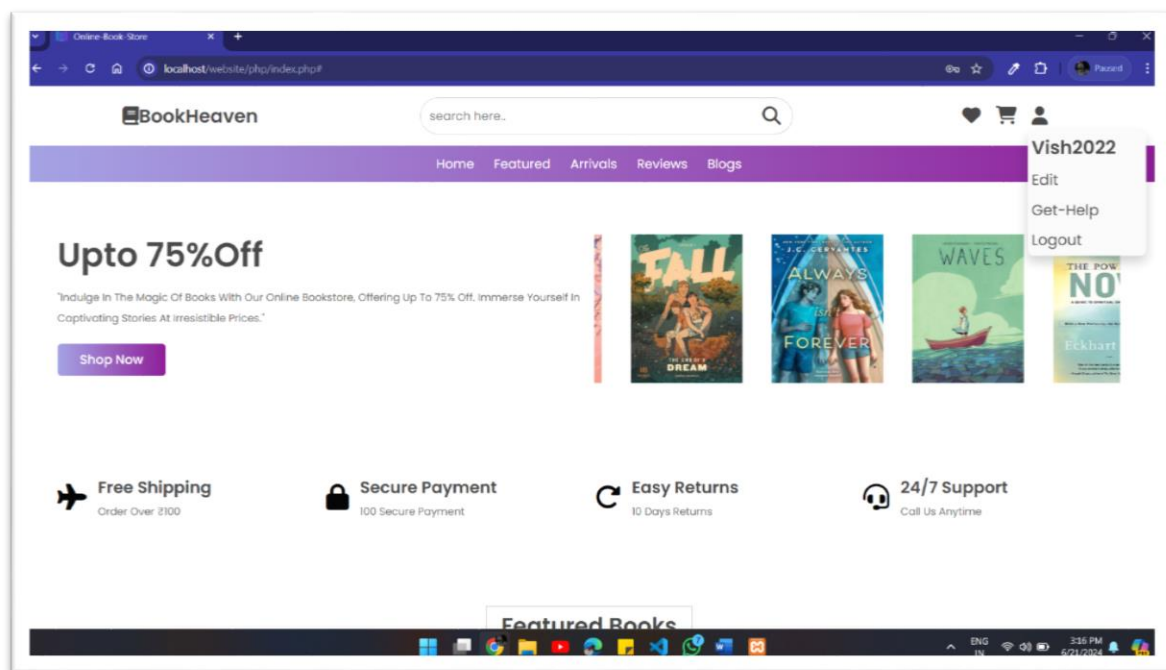 Online-Book-Store
localhost/website/php/index.php#
Paused
BookHeaven
search here..
Home Featured Arrivals Reviews Blogs
Vish2022
Edit
Get-Help
Logout
Upto 75%Off
"Indulge In The Magic Of Books With Our Online Bookstore, Offering Up To 75% Off. Immerse Yourself In
Captivating Stories At Irresistible Prices."
Shop Now
FALL
THE END OF A
DREAM
J.C. CERVANTES
ALWAYS
isn't
FOREVER
WAVES
THE POW
NO
Eckhart
Free Shipping
Order Over ₹100
Secure Payment
100 Secure Payment
Easy Returns
10 Days Returns
24/7 Support
Call Us Anytime
Featured Books
ENG
IN
3:16 PM
6/21/2024